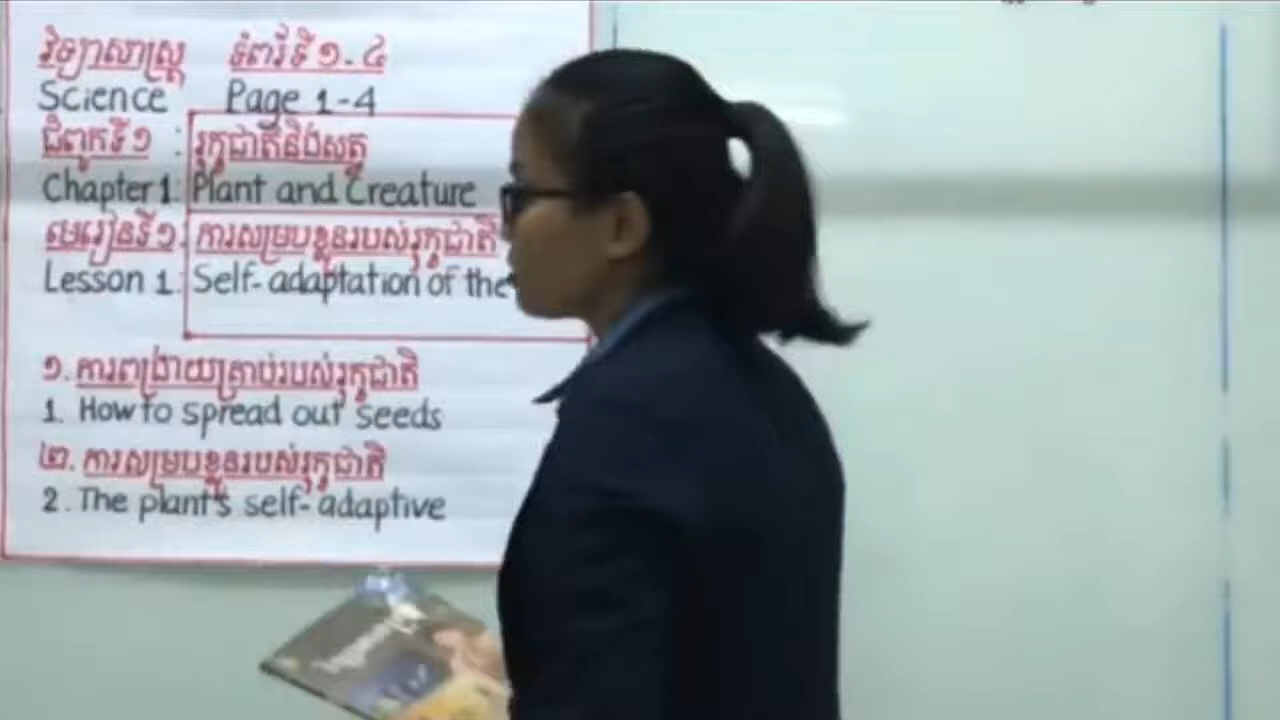 វិទ្យាសាស្ត្រ ទំព័រទី ១-៤
Science Page 1-4
ជំពូកទី ១ : រុក្ខជាតិនិងសត្វ
Chapter 1: Plant and Creature
មេរៀនទី ១: ការសម្របខ្លួនរបស់រុក្ខជាតិ
Lesson 1: Self-adaptation of the
១. ការពង្រាយគ្រាប់របស់រុក្ខជាតិ
1. How to spread out seeds
២. ការសម្របខ្លួនរបស់រុក្ខជាតិ
2. The plant's self-adaptive